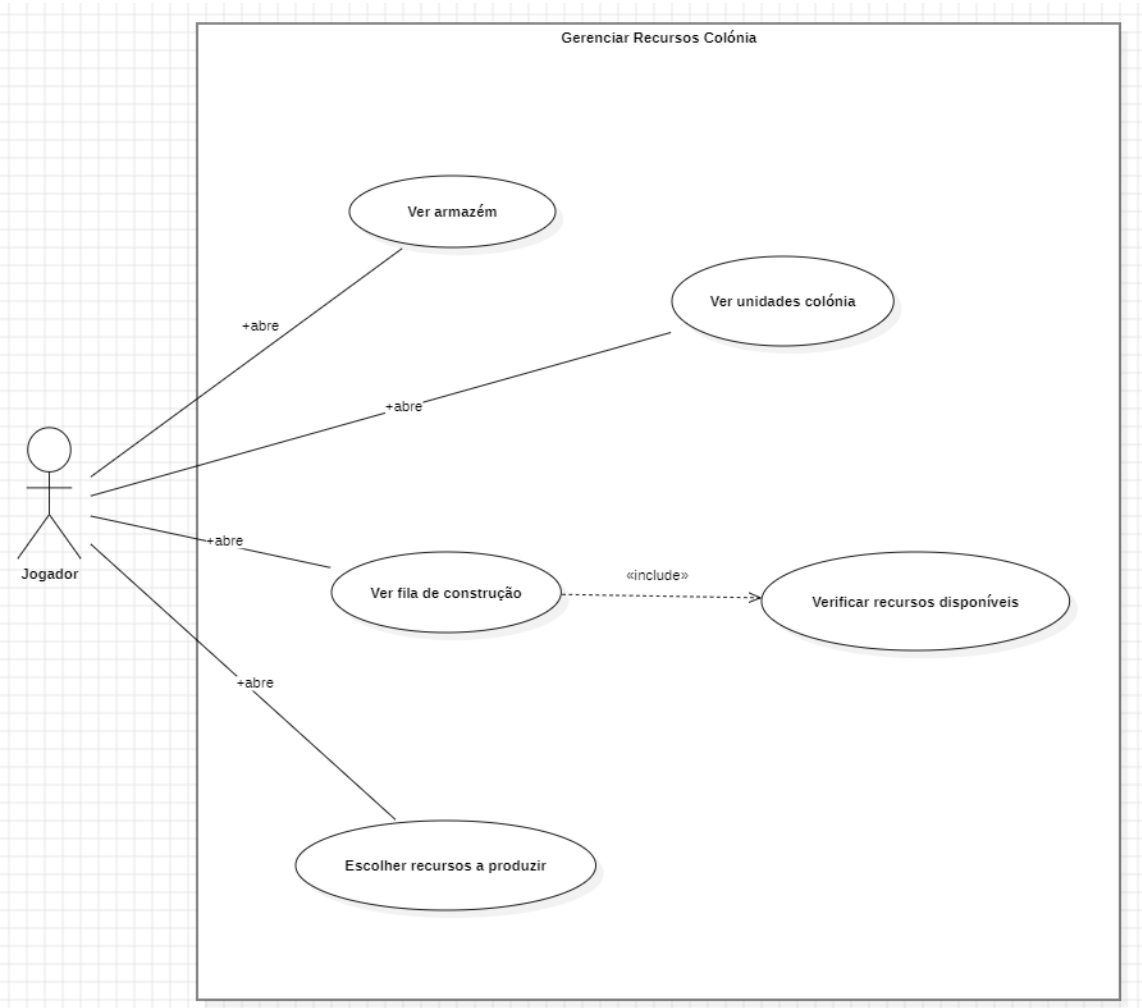 Gerenciar Recursos Colónia
Ver armazém
Ver unidades colónia
+abre
+abre
+abre
Jogador
Ver fila de construção
«include»
Verificar recursos disponíveis
+abre
Escolher recursos a produzir